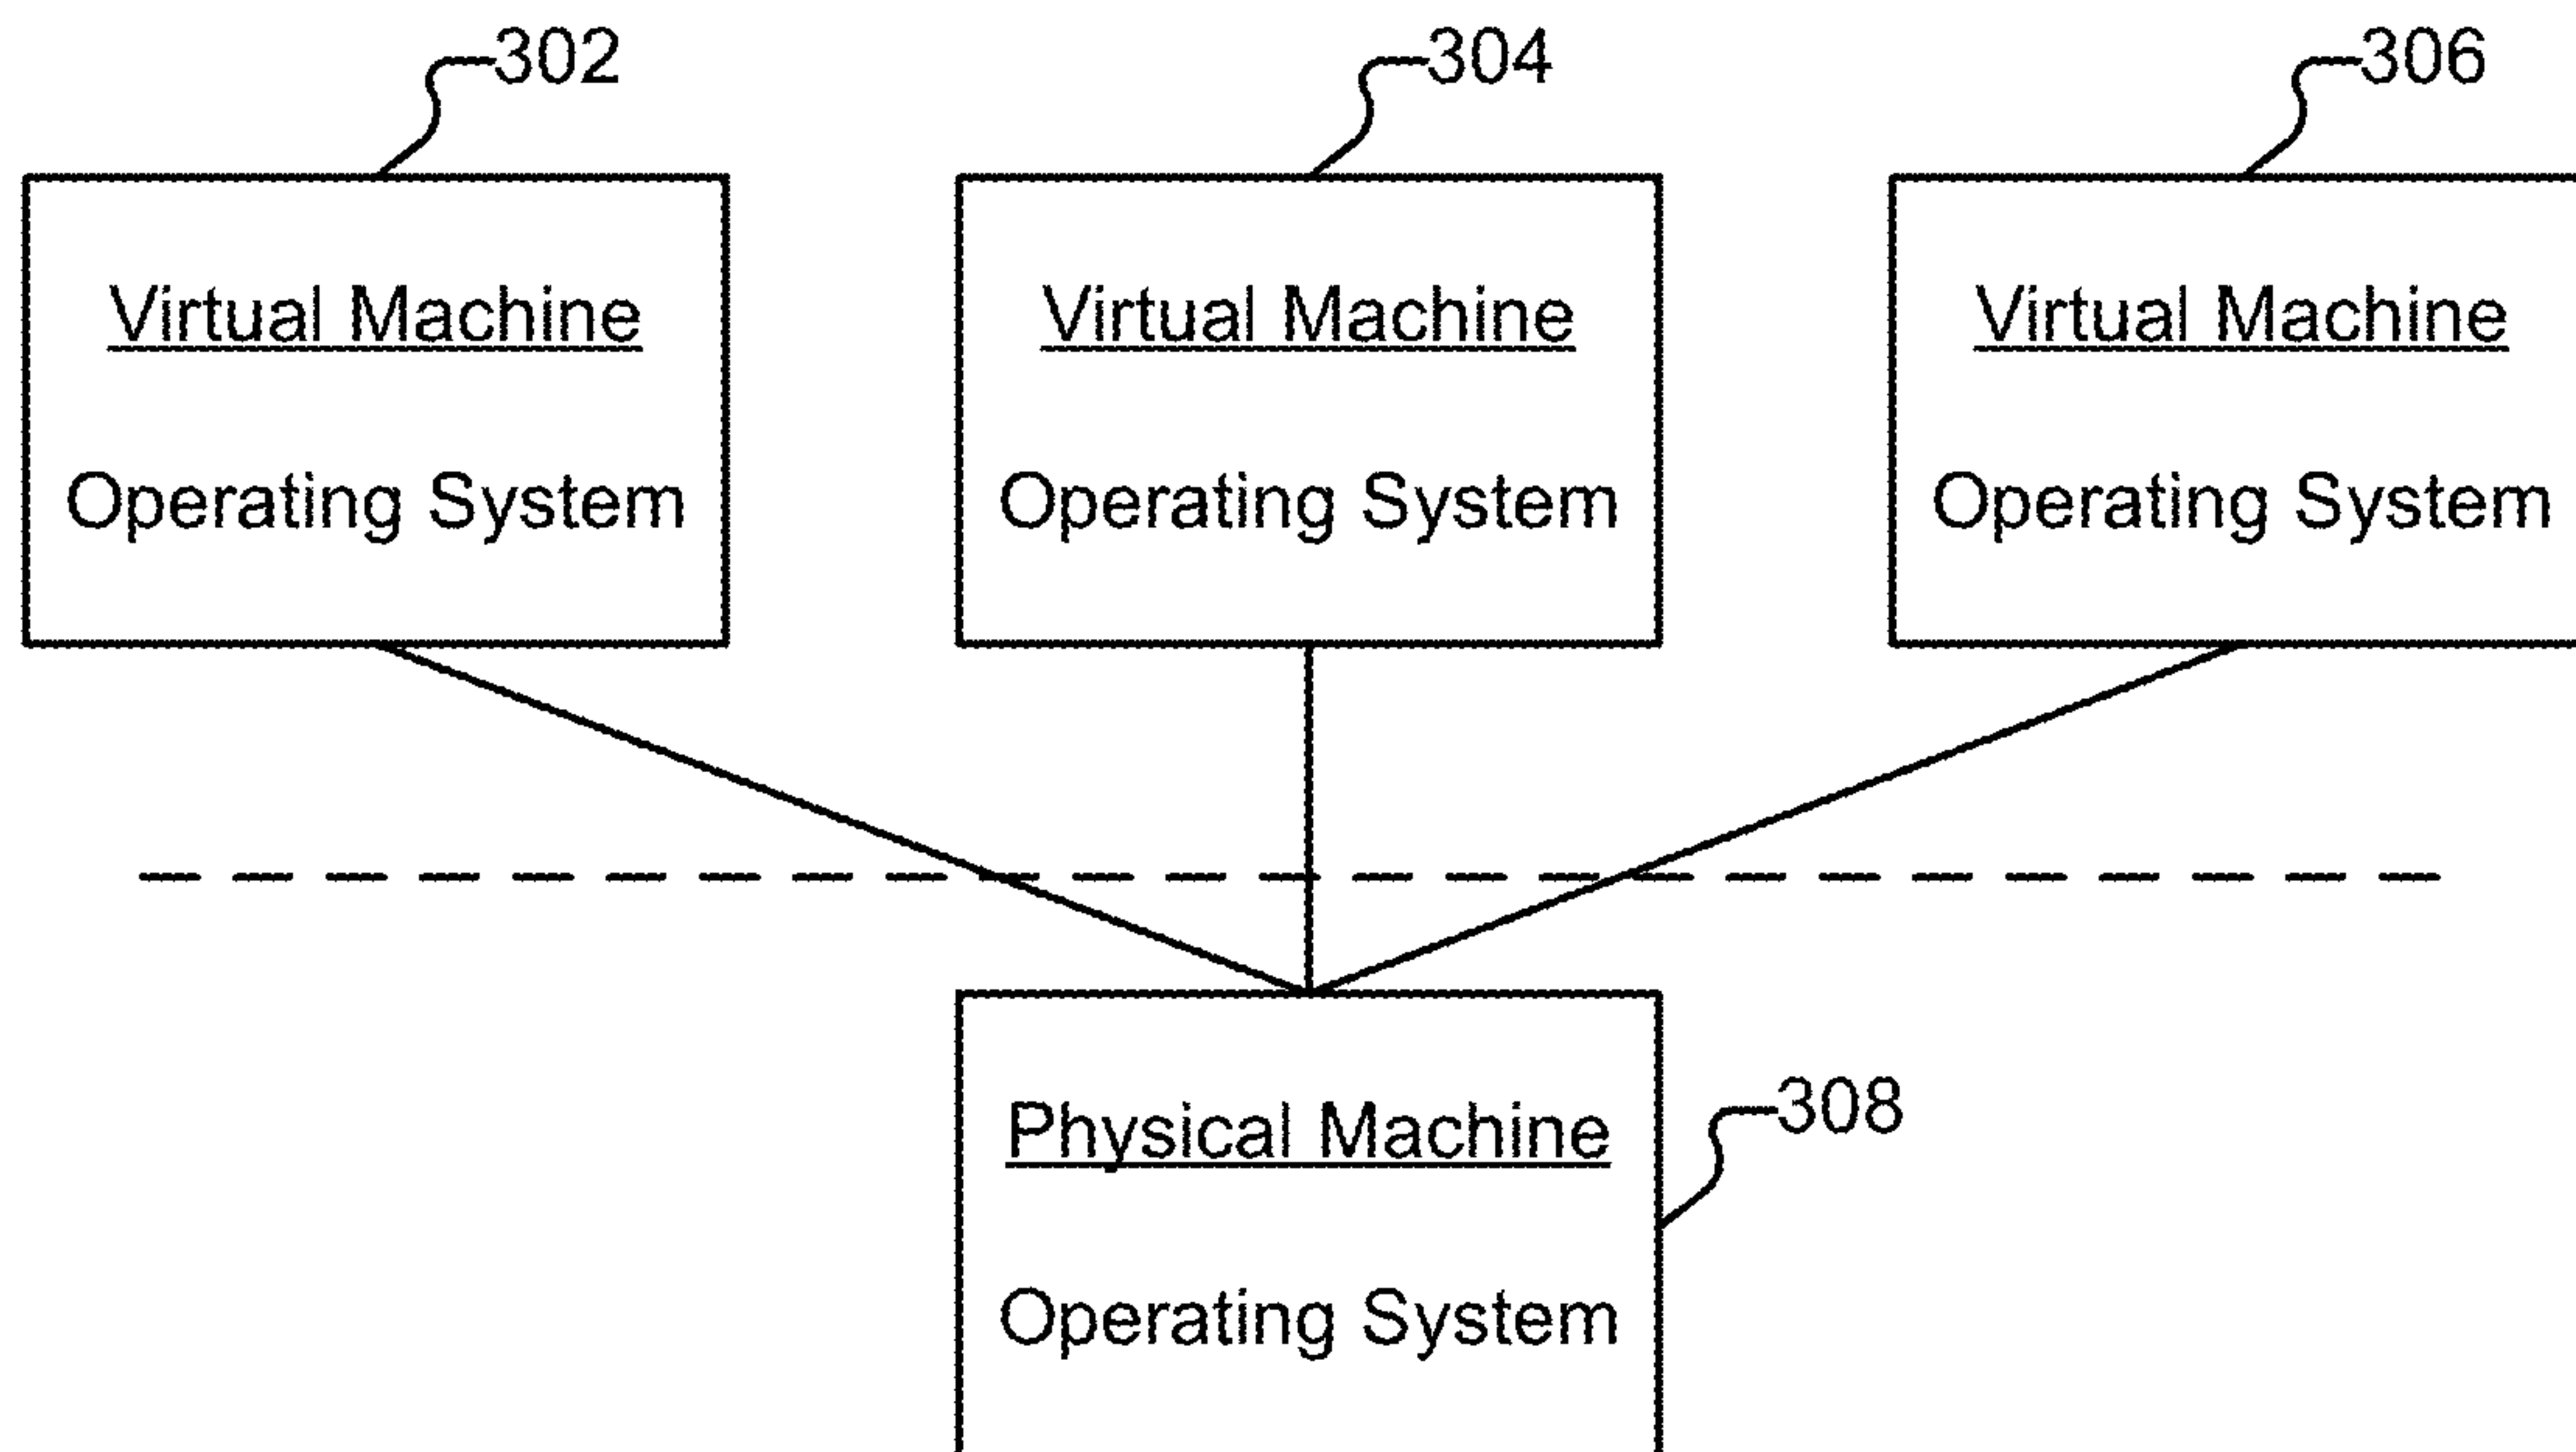 302
304
306
Virtual Machine
Operating System
Virtual Machine
Operating System
Virtual Machine
Operating System
Physical Machine
Operating System
308